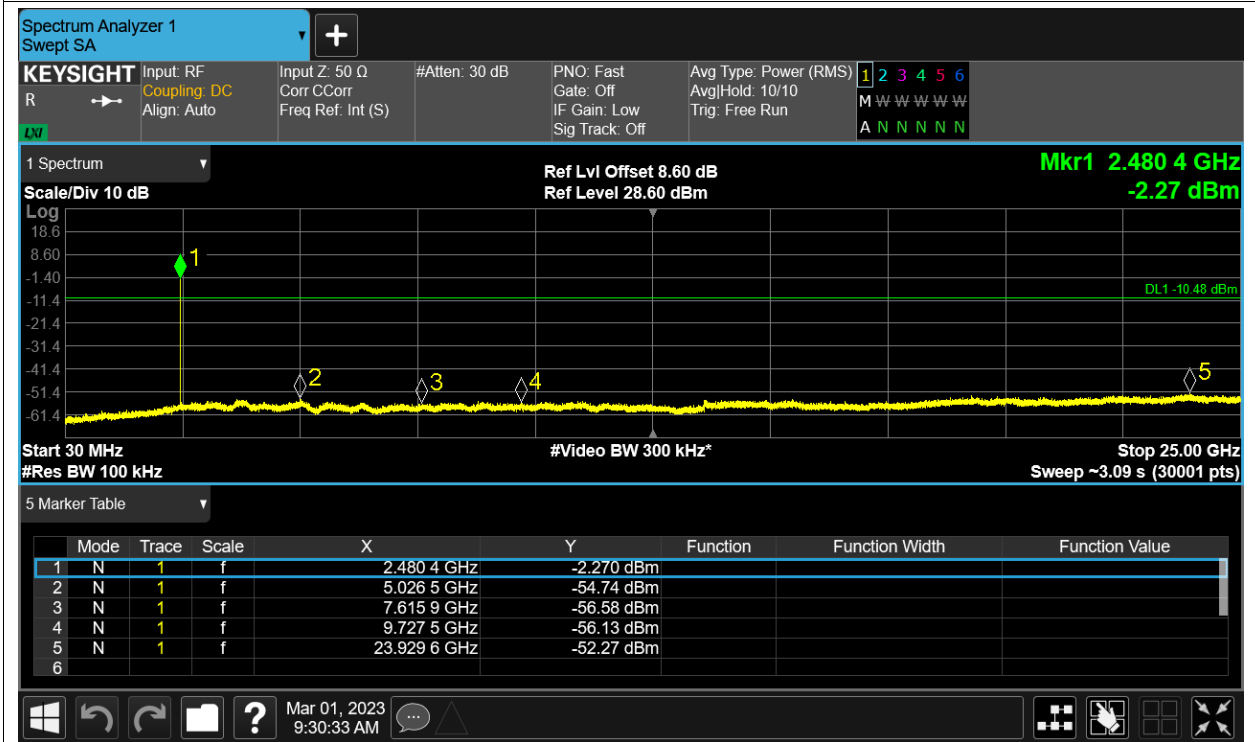 Spectrum Analyzer 1
Swept SA
+
KEYSIGHT
R
LXI
Input: RF
Coupling: DC
Align: Auto
Input Z: 50 Ω
Corr CCorr
Freq Ref: Int (S)
#Atten: 30 dB
PNO: Fast
Gate: Off
IF Gain: Low
Sig Track: Off
Avg Type: Power (RMS)
Avg|Hold: 10/10
Trig: Free Run
1 2 3 4 5 6
M W W W W W
A N N N N N
1 Spectrum
Scale/Div 10 dB
Ref Lvl Offset 8.60 dB
Ref Level 28.60 dBm
Mkr1 2.480 4 GHz
-2.27 dBm
Log
18.6
8.60
-1.40
-11.4
-21.4
-31.4
-41.4
-51.4
-61.4
1
DL1 -10.48 dBm
2
3
4
5
Start 30 MHz
#Res BW 100 kHz
#Video BW 300 kHz*
Stop 25.00 GHz
Sweep ~3.09 s (30001 pts)
5 Marker Table
Mode Trace Scale X Y Function Function Width Function Value
1 N 1 f 2.480 4 GHz -2.270 dBm
2 N 1 f 5.026 5 GHz -54.74 dBm
3 N 1 f 7.615 9 GHz -56.58 dBm
4 N 1 f 9.727 5 GHz -56.13 dBm
5 N 1 f 23.929 6 GHz -52.27 dBm
6
?
Mar 01, 2023
9:30:33 AM